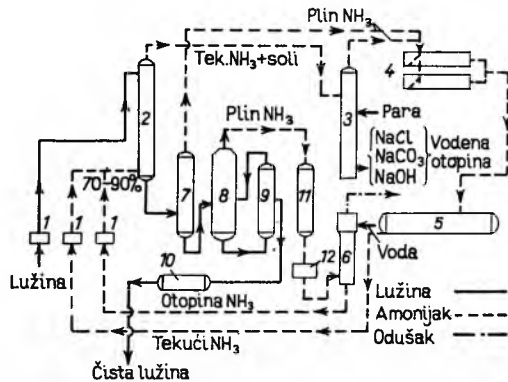 Plin NH₃
Tek.NH₃+soli
4
2
Plin NH₃
3
Para
NaCl
NaCO₃
NaOH
Vodena
otopina
70–90%
7
8
9
11
1
1
1
5
Voda
12
6
10
Lužina
Otopina NH₃
Tekući NH₃
Čista lužina
Lužina
Amonijak
Odušak